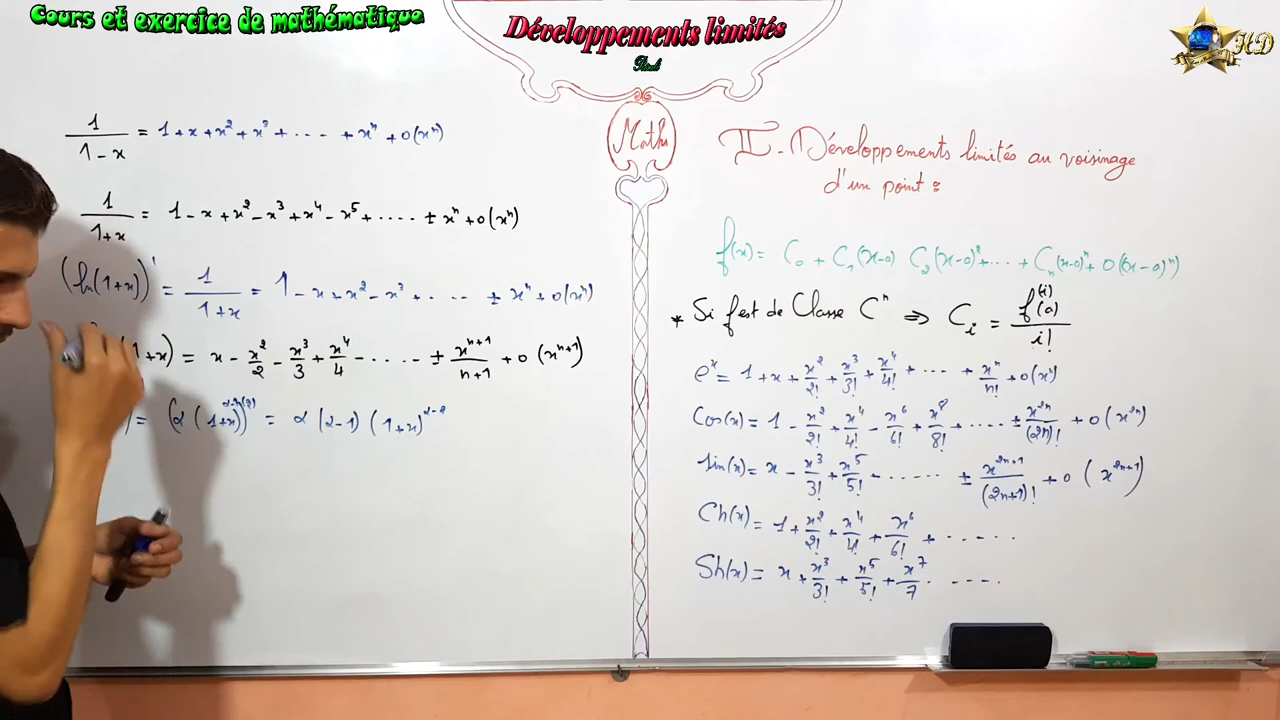 Cours et exercice de mathématique
Développements limités
HD
1/(1-x) = 1+x+x²+x³+....+xⁿ+o(xⁿ)
1/(1+x) = 1-x+x²-x³+x⁴-x⁵+.....±xⁿ+o(xⁿ)
(ln(1+x))' = 1/(1+x) = 1-x+x²-x³+.....±xⁿ+o(xⁿ)
1+x) = x - x²/2 - x³/3 + x⁴/4 - ..... ± xⁿ⁺¹/(n+1) + o(xⁿ⁺¹)
= α(2-1)(1+x)
Maths
II. Développements limités au voisinage
d'un point :
f(x) = C₀ + C₁(x-a) C₂(x-a)²+...+ Cₙ(x-a)ⁿ + o((x-a)ⁿ)
* Si f est de Classe Cⁿ ⇒ Cᵢ = f⁽ⁱ⁾(a)/i!
eˣ = 1 + x + x²/2! + x³/3! + x⁴/4! + .... + xⁿ/n! + o(xⁿ)
Cos(x) = 1 - x²/2! + x⁴/4! - x⁶/6! + x⁸/8! + ..... ± x²ⁿ/(2n)! + o(x²ⁿ)
Sin(x) = x - x³/3! + x⁵/5! - ....... ± x²ⁿ⁺¹/(2n+1)! + o(x²ⁿ⁺¹)
Ch(x) = 1 + x²/2! + x⁴/4! + x⁶/6! + ......
Sh(x) = x + x³/3! + x⁵/5! + x⁷/7 . ----.